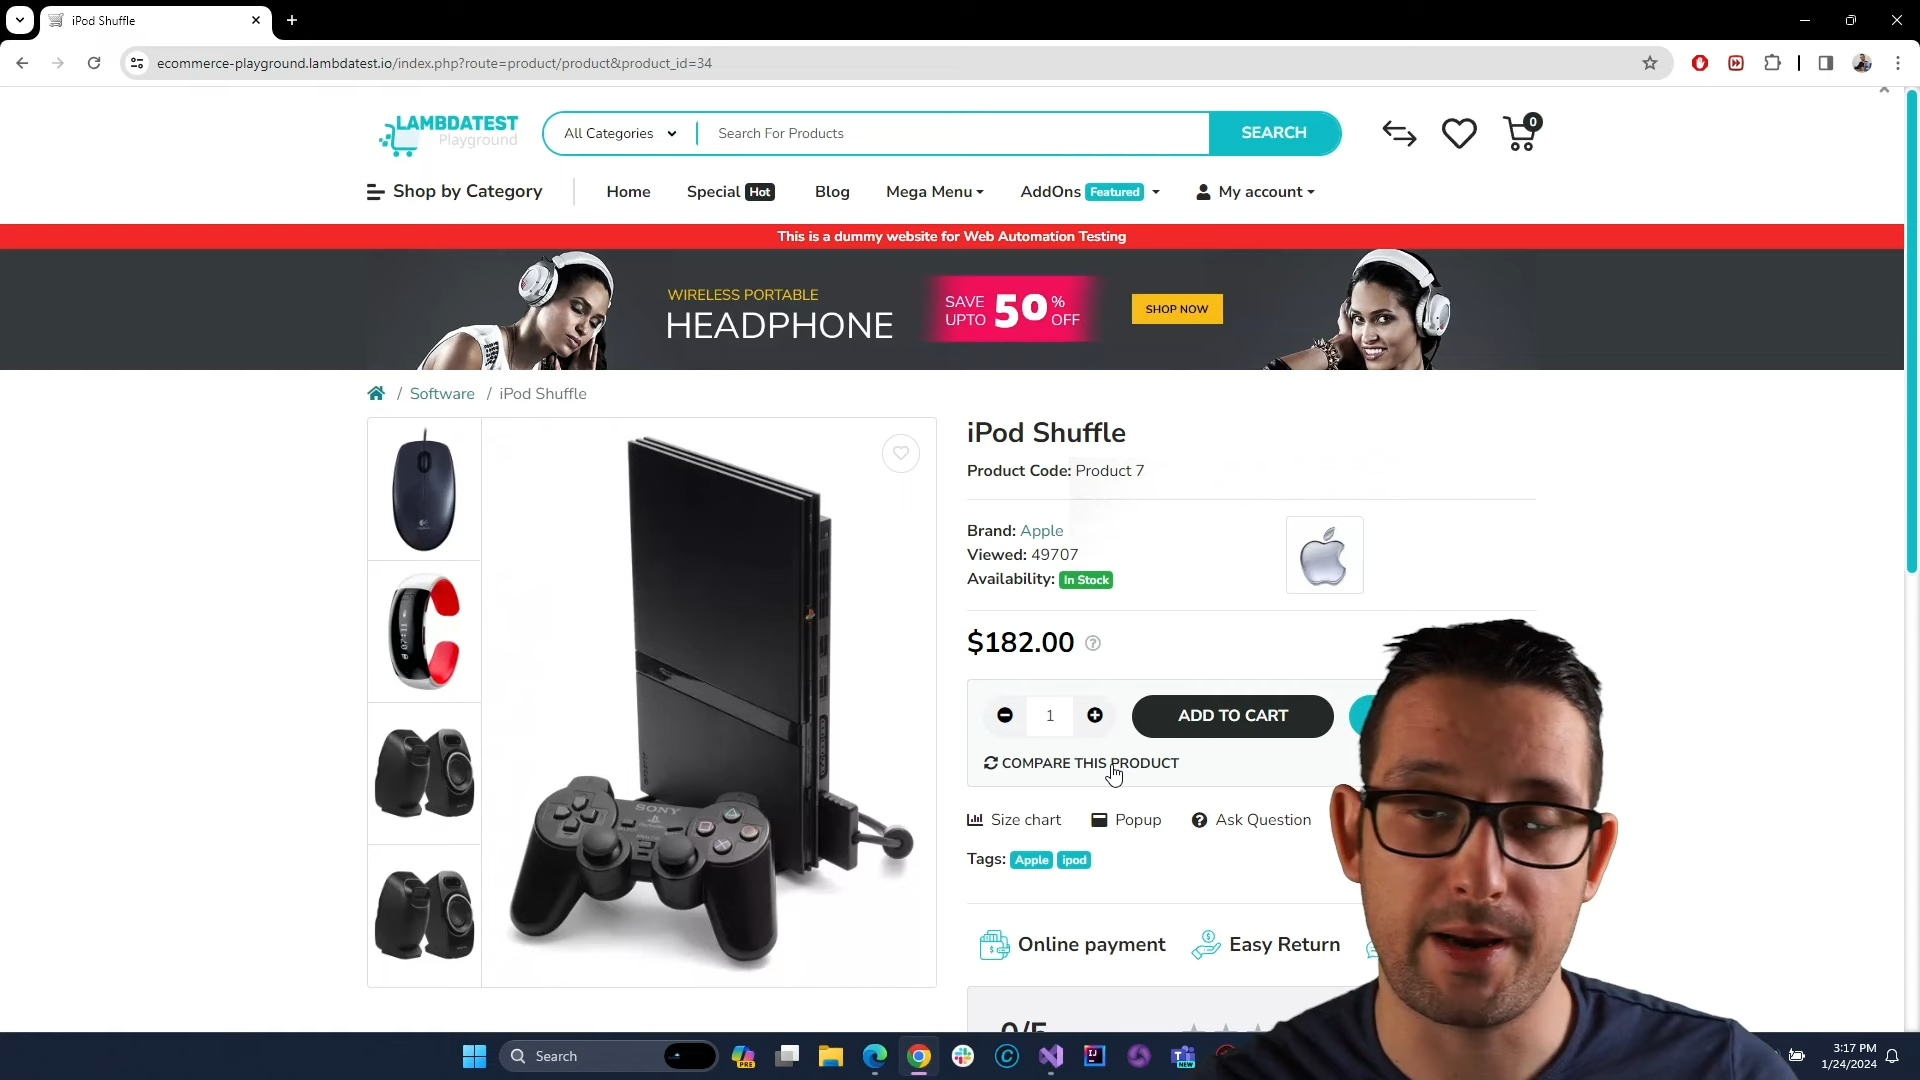 iPod Shuffle
ecommerce-playground.lambdatest.io/index.php?route=product/product&product_id=34
LAMBDATEST
Playground
All Categories
Search For Products
SEARCH
0
Shop by Category
Home
Special Hot
Blog
Mega Menu
AddOns Featured
My account
This is a dummy website for Web Automation Testing
WIRELESS PORTABLE
HEADPHONE
SAVE UPTO 50% OFF
SHOP NOW
/ Software / iPod Shuffle
iPod Shuffle
Product Code: Product 7
Brand: Apple
Viewed: 49707
Availability: In Stock
$182.00
1
ADD TO CART
COMPARE THIS PRODUCT
SONY
Size chart
Popup
Ask Question
Tags: Apple ipod
Online payment
Easy Return
0/5
Search
PRE
NEW
3:17 PM
1/24/2024